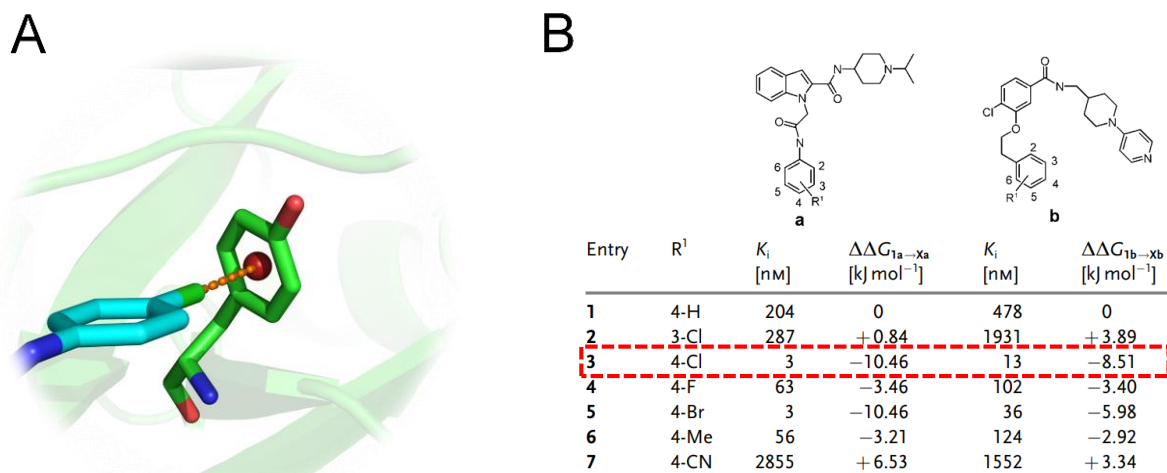 A
B
O
N
N
N
O
O
N
6
2
5
3
4
R¹
a
O
N
Cl
O
N
N
2
3
6
4
R¹
5
b
Entry R¹ Kᵢ ΔΔG₁ₐ→Xₐ Kᵢ ΔΔG₁b→Xb
[nM] [kJ mol⁻¹] [nM] [kJ mol⁻¹]
1 4-H 204 0 478 0
2 3-Cl 287 +0.84 1931 +3.89
3 4-Cl 3 −10.46 13 −8.51
4 4-F 63 −3.46 102 −3.40
5 4-Br 3 −10.46 36 −5.98
6 4-Me 56 −3.21 124 −2.92
7 4-CN 2855 +6.53 1552 +3.34